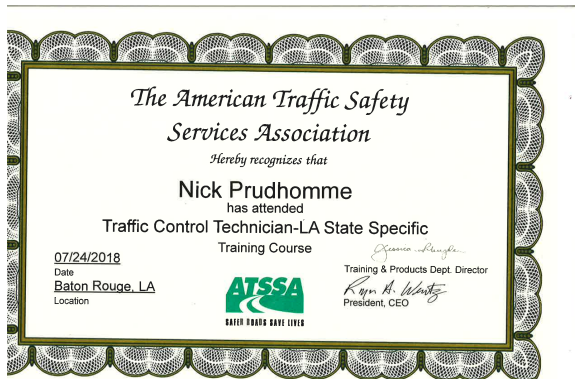 The American Traffic Safety
Services Association
Hereby recognizes that
Nick Prudhomme
has attended
Traffic Control Technician-LA State Specific
Training Course
07/24/2018
Date
Baton Rouge, LA
Location
ATSSA
SAFER ROADS SAVE LIVES
Training & Products Dept. Director
President, CEO